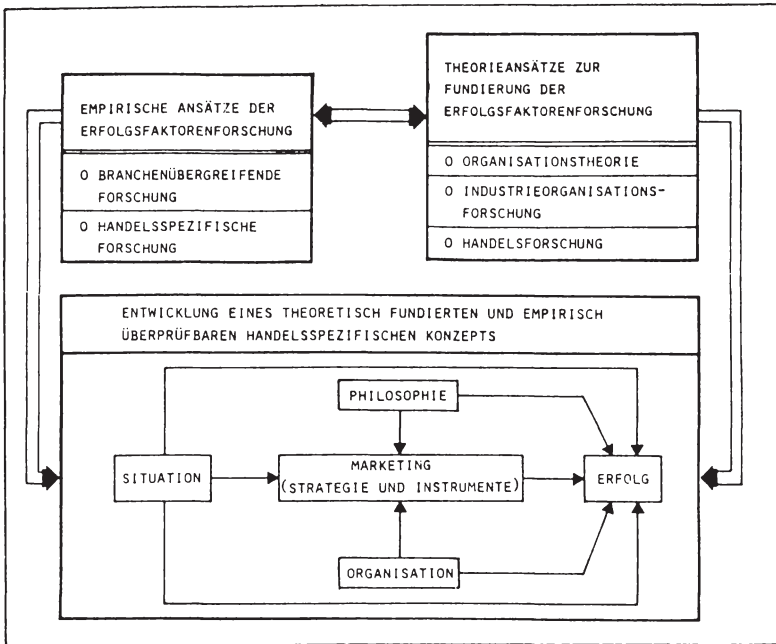 EMPIRISCHE ANSÄTZE DER
ERFOLGSFAKTORENFORSCHUNG
O BRANCHENÜBERGREIFENDE
FORSCHUNG
O HANDELSSPEZIFISCHE
FORSCHUNG
THEORIEANSÄTZE ZUR
FUNDIERUNG DER
ERFOLGSFAKTORENFORSCHUNG
O ORGANISATIONSTHEORIE
O INDUSTRIEORGANISATIONS-
FORSCHUNG
O HANDELSFORSCHUNG
ENTWICKLUNG EINES THEORETISCH FUNDIERTEN UND EMPIRISCH
ÜBERPRÜFBAREN HANDELSSPEZIFISCHEN KONZEPTS
PHILOSOPHIE
SITUATION
MARKETING
(STRATEGIE UND INSTRUMENTE)
ERFOLG
ORGANISATION